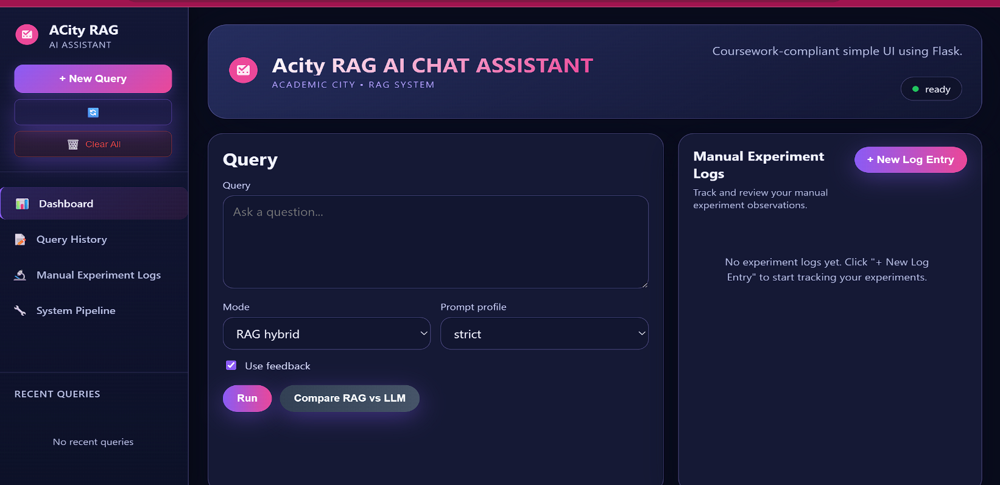 ACity RAG
AI ASSISTANT
+ New Query
Clear All
Dashboard
Query History
Manual Experiment Logs
System Pipeline
RECENT QUERIES
No recent queries
Acity RAG AI CHAT ASSISTANT
ACADEMIC CITY • RAG SYSTEM
Coursework-compliant simple UI using Flask.
ready
Query
Query
Ask a question...
Mode
Prompt profile
RAG hybrid
strict
Use feedback
Run
Compare RAG vs LLM
Manual Experiment
Logs
+ New Log Entry
Track and review your manual
experiment observations.
No experiment logs yet. Click "+ New Log
Entry" to start tracking your experiments.